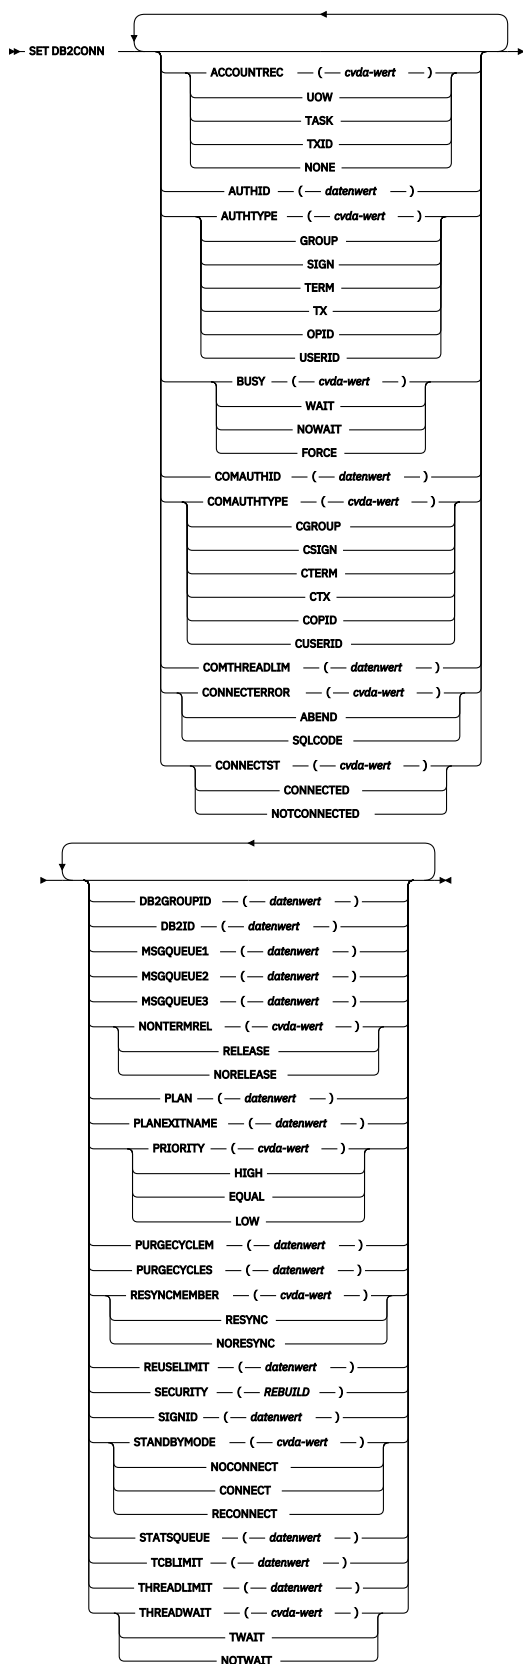 SET DB2CONN
ACCOUNTREC ( cvda-wert )
UOW
TASK
TXID
NONE
AUTHID ( datenwert )
AUTHTYPE ( cvda-wert )
GROUP
SIGN
TERM
TX
OPID
USERID
BUSY ( cvda-wert )
WAIT
NOWAIT
FORCE
COMAUTHID ( datenwert )
COMAUTHTYPE ( cvda-wert )
CGROUP
CSIGN
CTERM
CTX
COPID
CUSERID
COMTHREADLIM ( datenwert )
CONNECTERROR ( cvda-wert )
ABEND
SQLCODE
CONNECTST ( cvda-wert )
CONNECTED
NOTCONNECTED
DB2GROUPID ( datenwert )
DB2ID ( datenwert )
MSGQUEUE1 ( datenwert )
MSGQUEUE2 ( datenwert )
MSGQUEUE3 ( datenwert )
NONTERMREL ( cvda-wert )
RELEASE
NORELEASE
PLAN ( datenwert )
PLANEXITNAME ( datenwert )
PRIORITY ( cvda-wert )
HIGH
EQUAL
LOW
PURGECYCLEM ( datenwert )
PURGECYCLES ( datenwert )
RESYNCMEMBER ( cvda-wert )
RESYNC
NORESYNC
REUSELIMIT ( datenwert )
SECURITY ( REBUILD )
SIGNID ( datenwert )
STANDBYMODE ( cvda-wert )
NOCONNECT
CONNECT
RECONNECT
STATSQUEUE ( datenwert )
TCBLIMIT ( datenwert )
THREADLIMIT ( datenwert )
THREADWAIT ( cvda-wert )
TWAIT
NOTWAIT